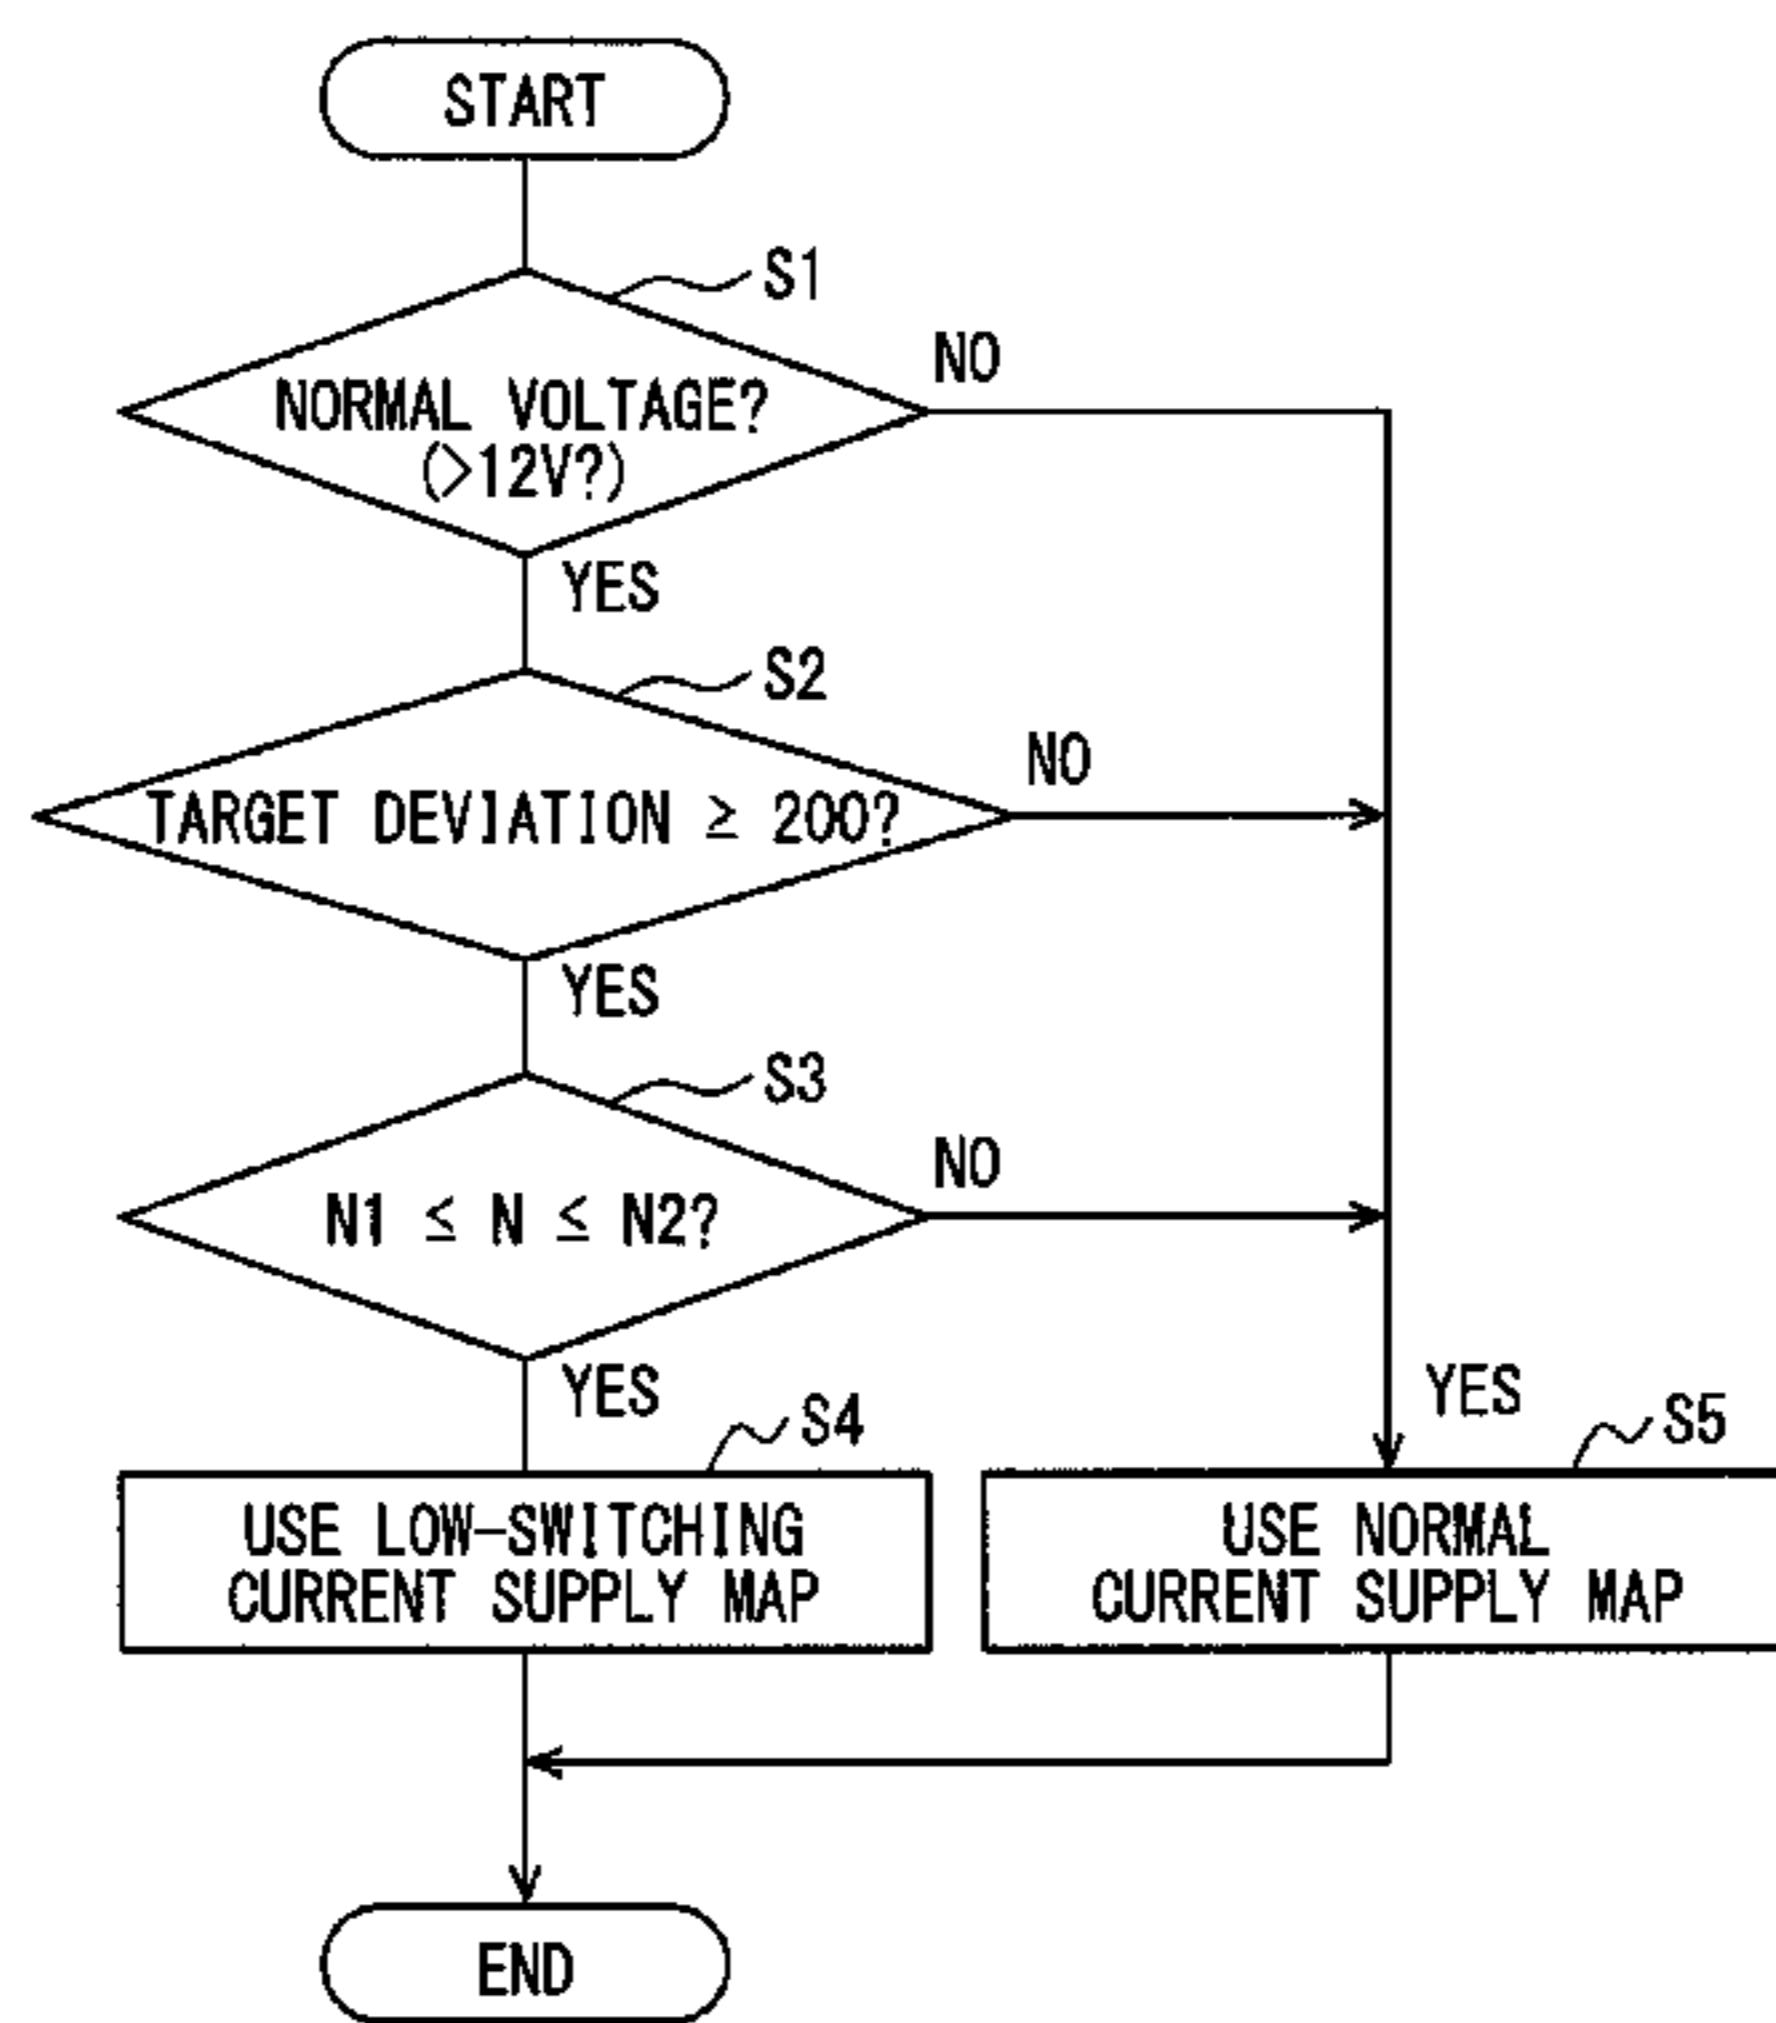 START
S1
NORMAL VOLTAGE?
(>12V?)
NO
YES
S2
TARGET DEVIATION ≥ 200?
NO
YES
S3
N1 ≤ N ≤ N2?
NO
YES
YES
S4
USE LOW-SWITCHING
CURRENT SUPPLY MAP
S5
USE NORMAL
CURRENT SUPPLY MAP
END